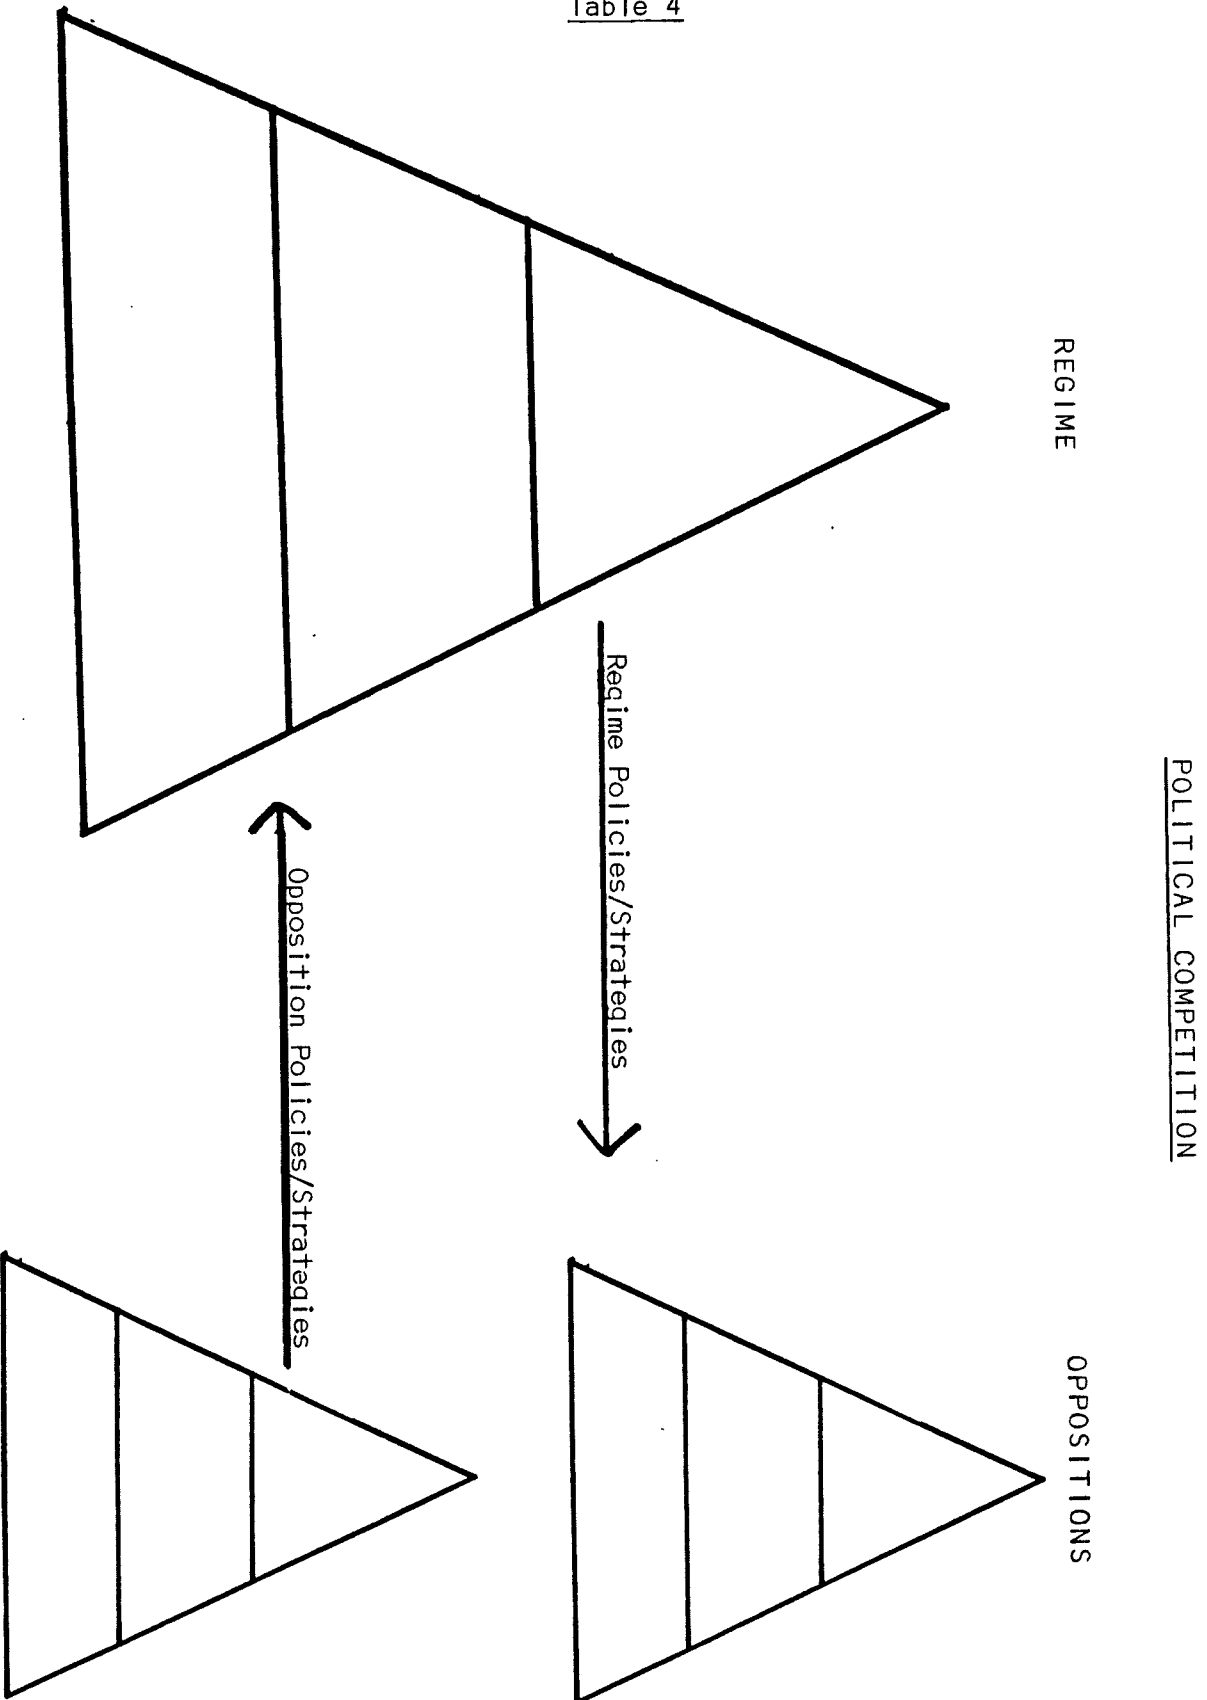 Table 4
POLITICAL COMPETITION
REGIME
OPPOSITIONS
Regime Policies/Strategies
Opposition Policies/Strategies